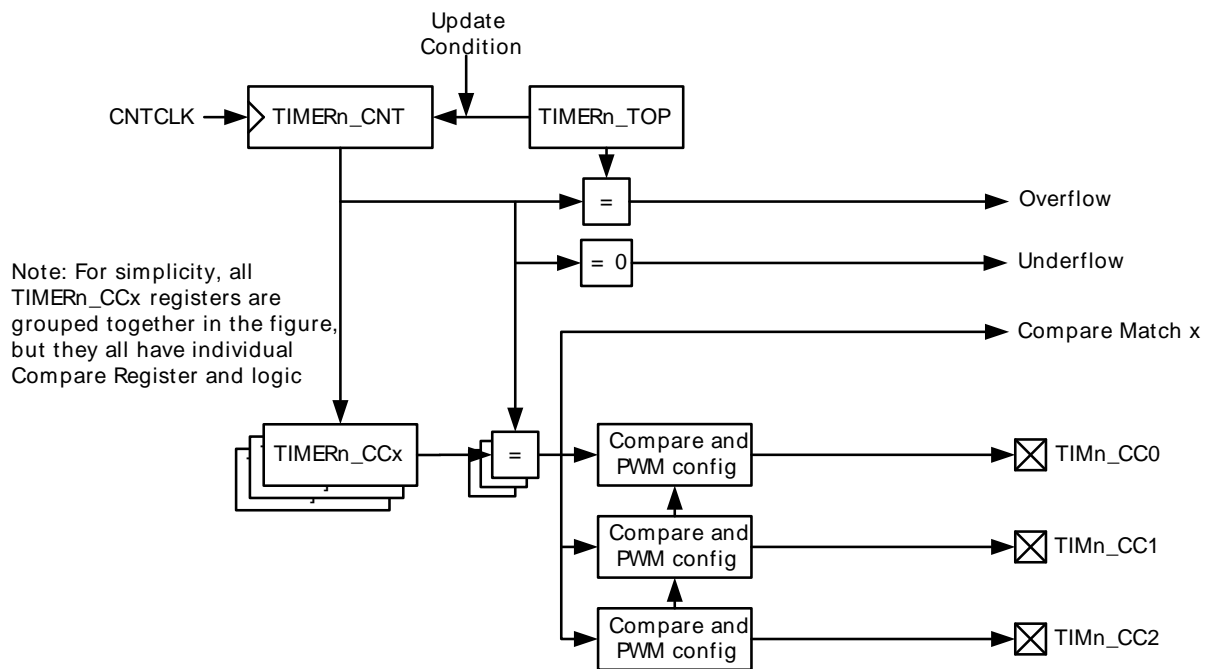 Update
Condition
CNTCLK
TIMERn_CNT
TIMERn_TOP
=
Overflow
= 0
Underflow
Note: For simplicity, all
TIMERn_CCx registers are
grouped together in the figure,
but they all have individual
Compare Register and logic
Compare Match x
TIMERn_CCx
=
Compare and
PWM config
TIMn_CC0
Compare and
PWM config
TIMn_CC1
Compare and
PWM config
TIMn_CC2